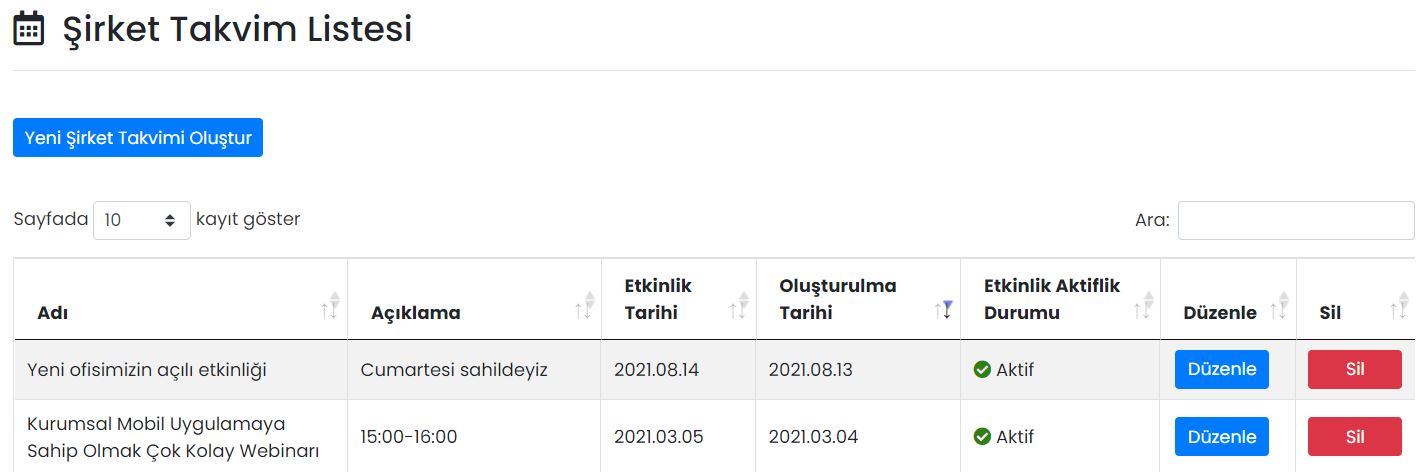 Şirket Takvim Listesi
Yeni Şirket Takvimi Oluştur
Sayfada 10 kayıt göster
Ara:
Adı Açıklama Etkinlik Tarihi Oluşturulma Tarihi Etkinlik Aktiflik Durumu Düzenle Sil
Yeni ofisimizin açılı etkinliği Cumartesi sahildeyiz 2021.08.14 2021.08.13 Aktif Düzenle Sil
Kurumsal Mobil Uygulamaya
Sahip Olmak Çok Kolay Webinarı 15:00-16:00 2021.03.05 2021.03.04 Aktif Düzenle Sil